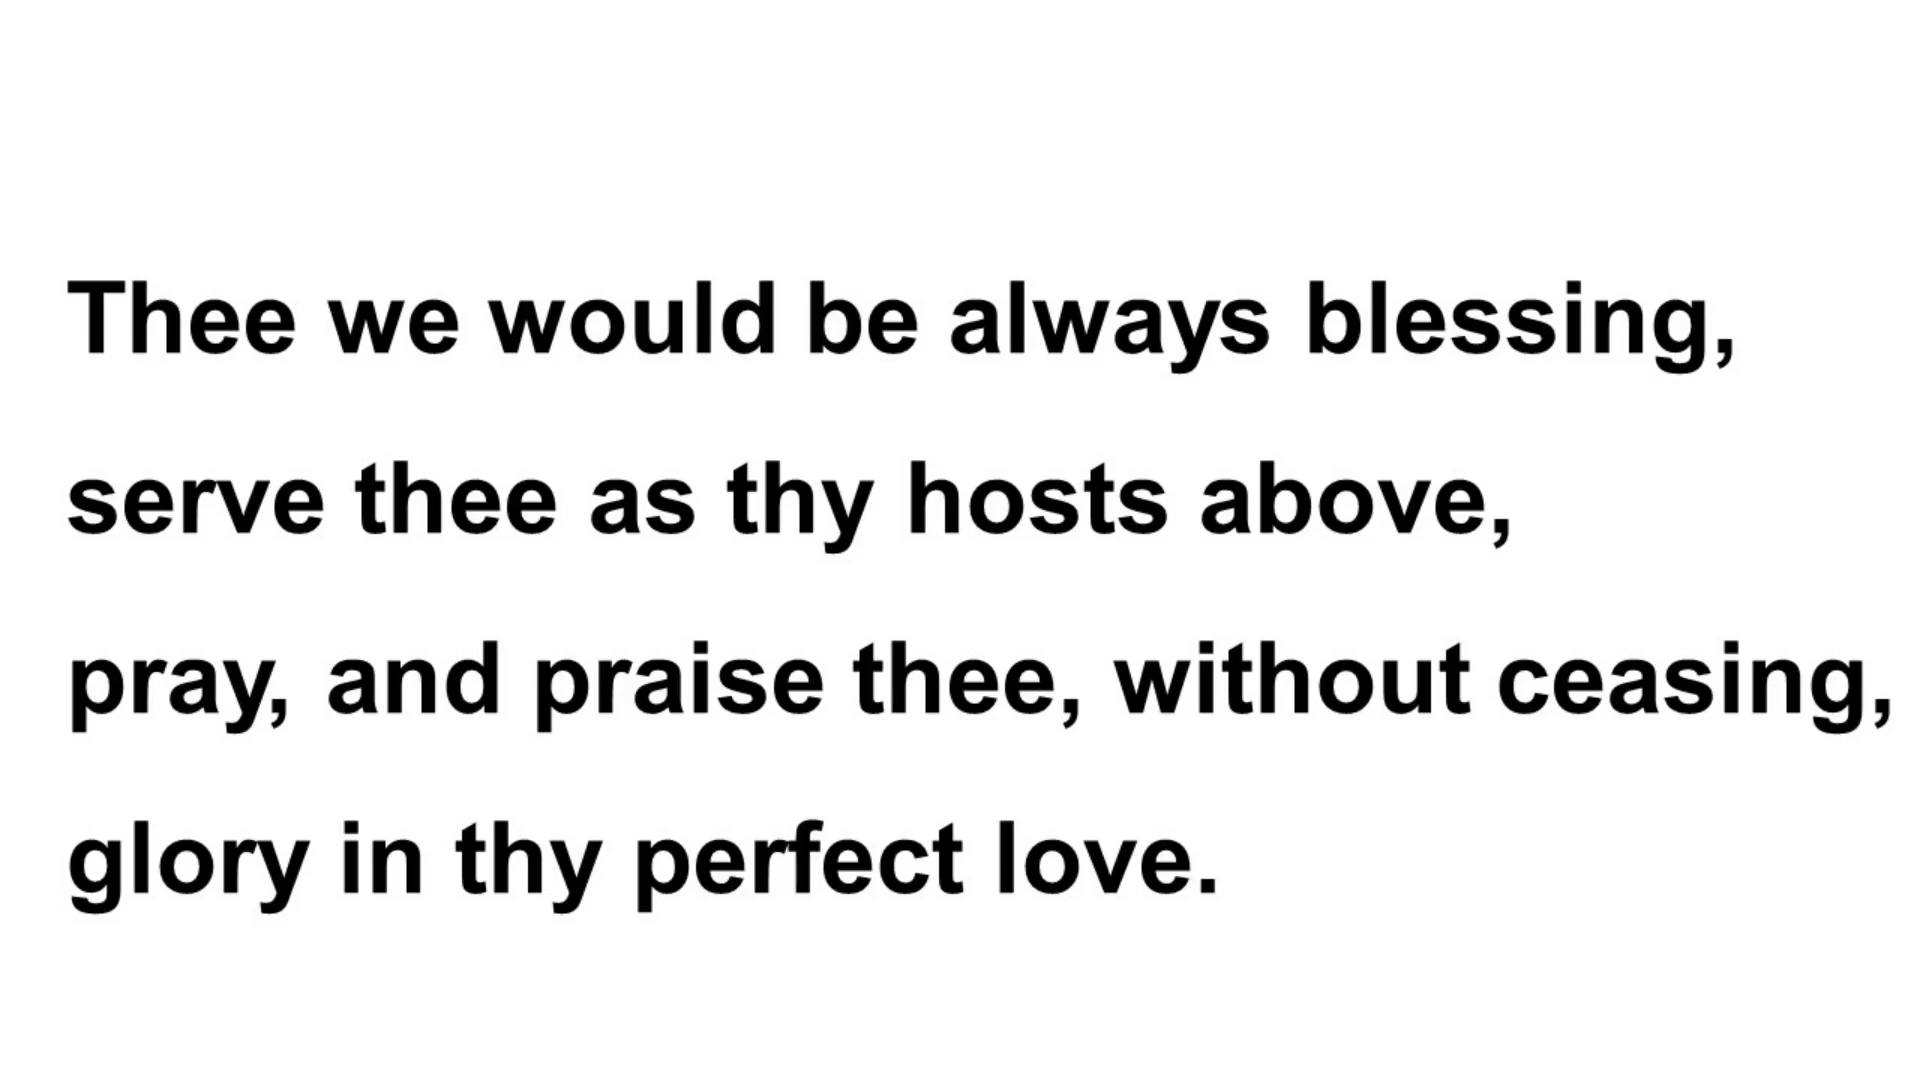 Thee we would be always blessing,
serve thee as thy hosts above,
pray, and praise thee, without ceasing,
glory in thy perfect love.